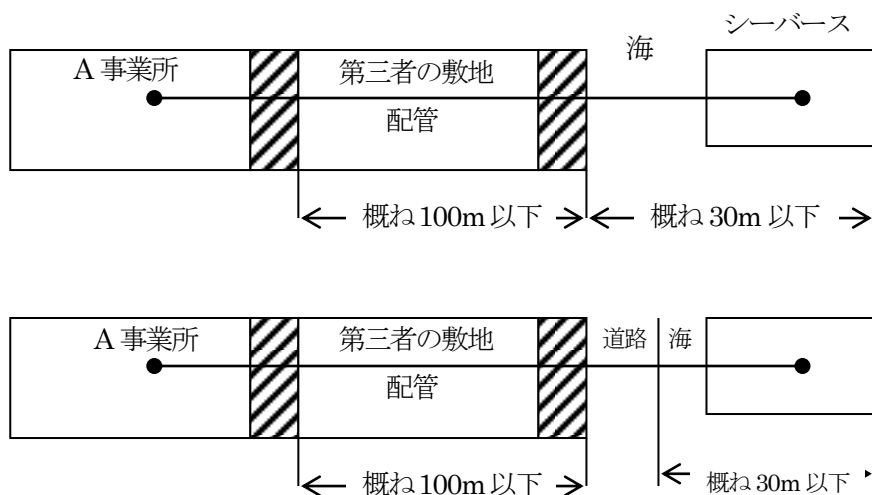 シーバース
海
A 事業所
第三者の敷地
配管
概ね 100m 以下
概ね 30m 以下
A 事業所
第三者の敷地
道路
海
配管
概ね 100m 以下
概ね 30m 以下